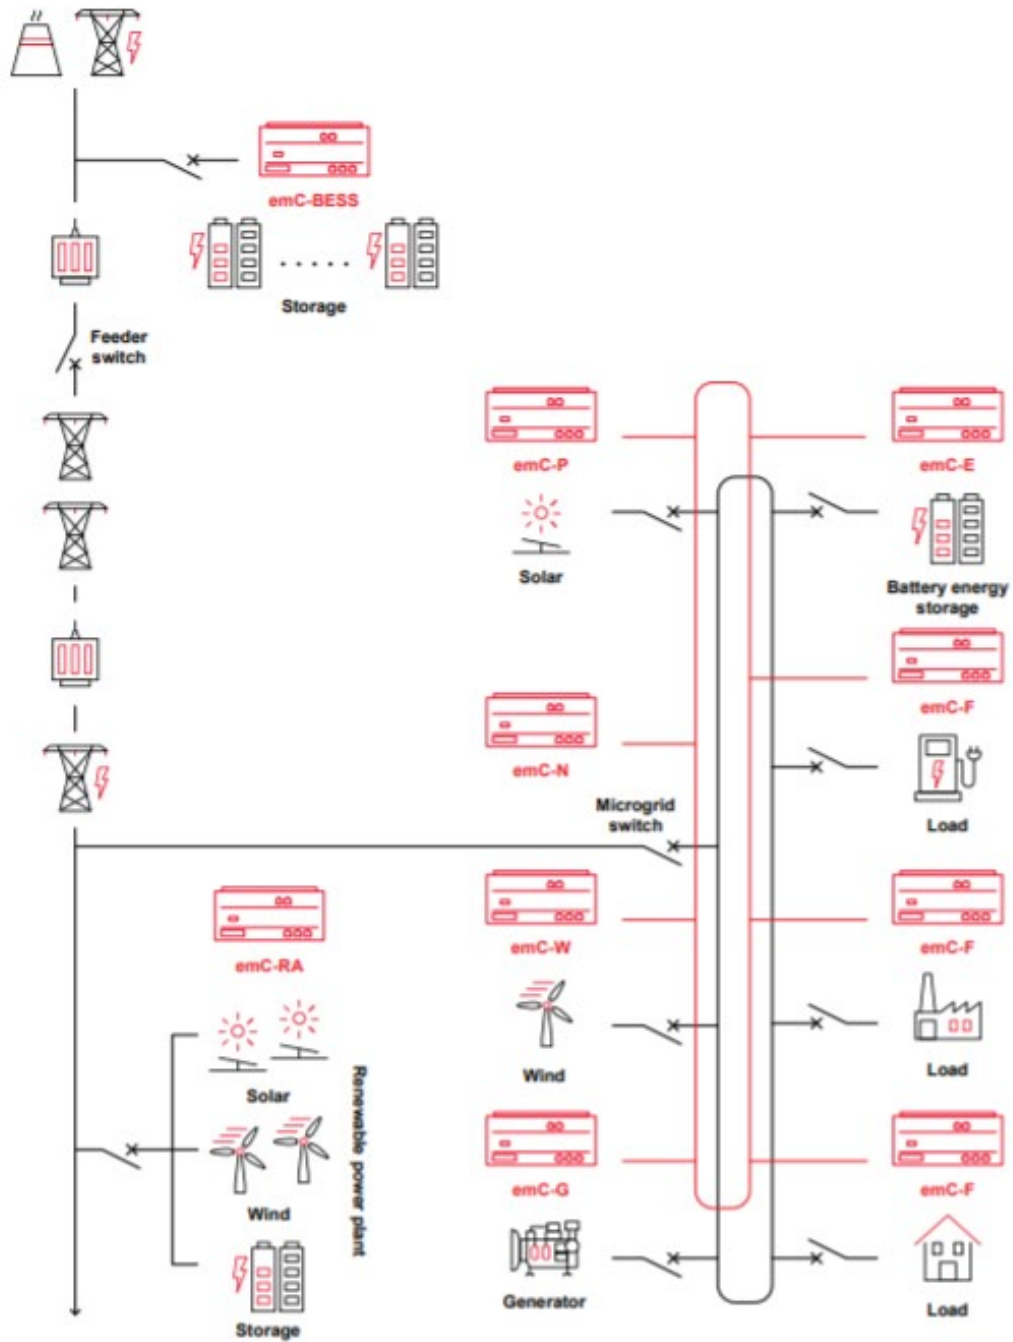 emC-BESS
Storage
Feeder
switch
emC-P
emC-E
Solar
Battery energy
storage
emC-F
emC-N
Load
Microgrid
switch
emC-W
emC-F
emC-RA
Wind
Load
Solar
Renewable power plant
Wind
emC-G
emC-F
Generator
Load
Storage